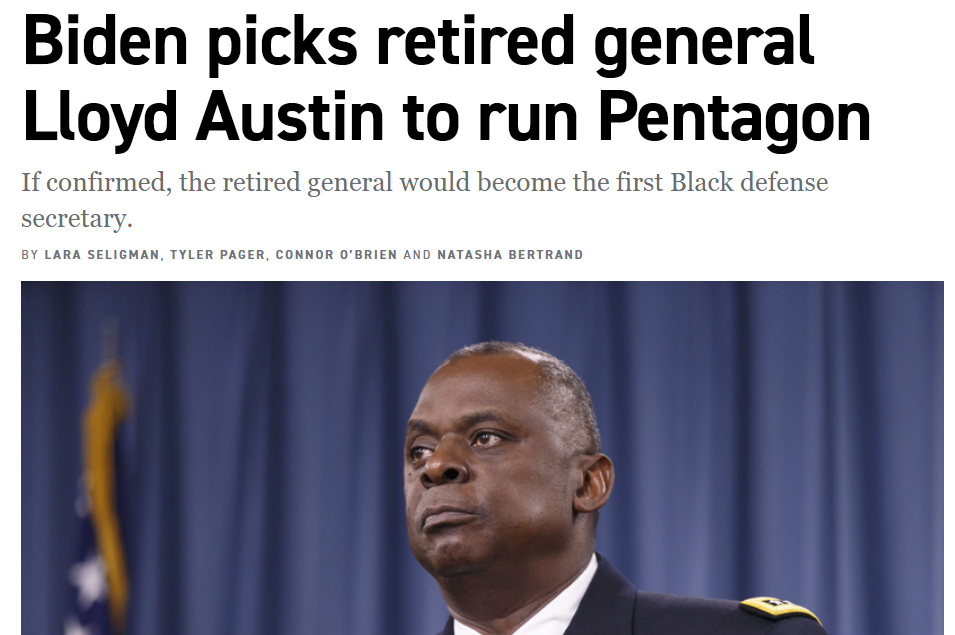 Biden picks retired general
Lloyd Austin to run Pentagon
If confirmed, the retired general would become the first Black defense
secretary.
BY LARA SELIGMAN, TYLER PAGER, CONNOR O'BRIEN AND NATASHA BERTRAND